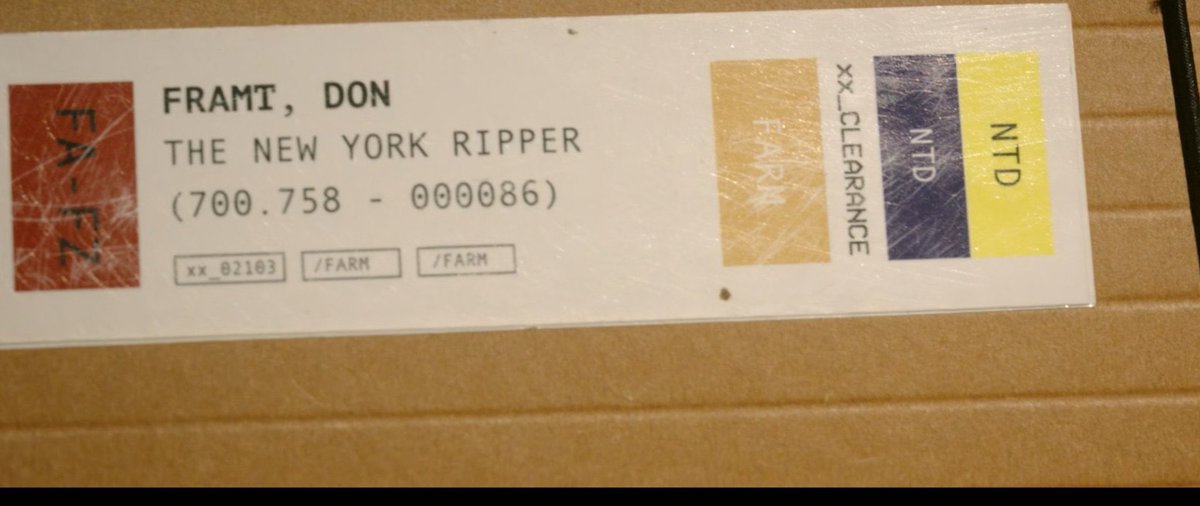 FA-FZ
FRAMT, DON
THE NEW YORK RIPPER
(700.758 - 000086)
xx_02103
/FARM
/FARM
FARM
xx_CLEARANCE
NTD
NTD